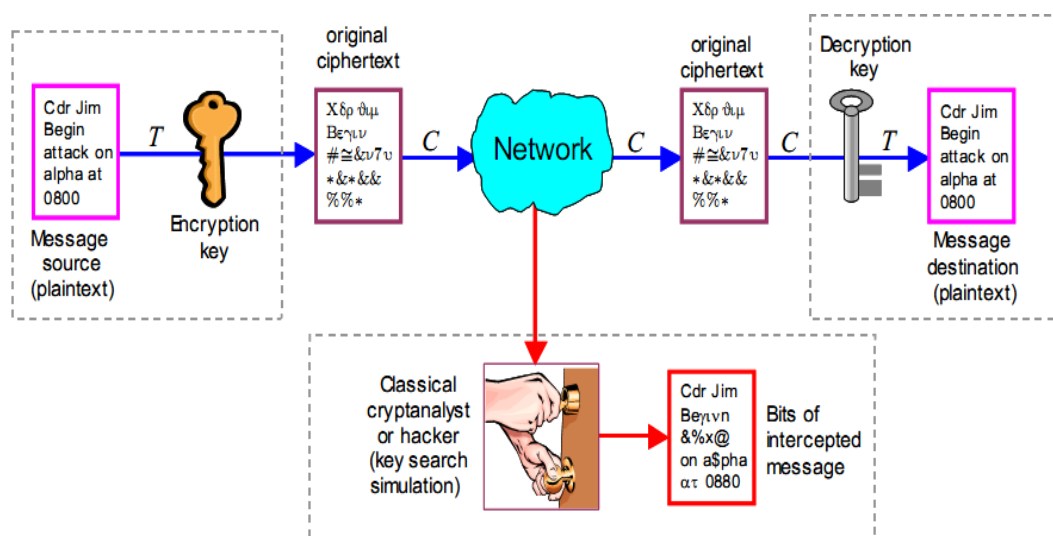 Cdr Jim
Begin
attack on
alpha at
0800
Message
source
(plaintext)
T
Encryption
key
original
ciphertext
Χδρ ϑιμ
Βεγιν
#≅&ν7υ
*&*&&
%%*
C
Network
C
original
ciphertext
Χδρ ϑιμ
Βεγιν
#≅&ν7υ
*&*&&
%%*
C
Decryption
key
T
Cdr Jim
Begin
attack on
alpha at
0800
Message
destination
(plaintext)
Classical
cryptanalyst
or hacker
(key search
simulation)
Cdr Jim
Βeγινn
&%x@
on a$pha
ατ 0880
Bits of
intercepted
message